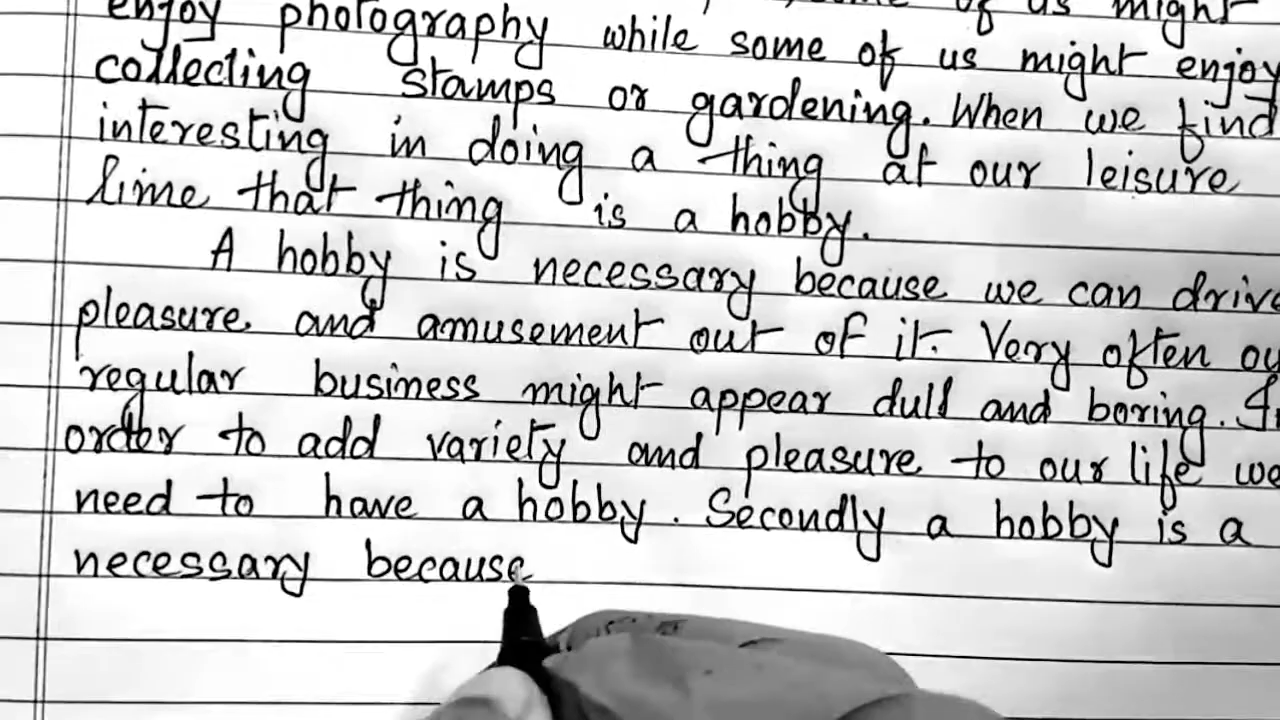 enjoy photography while some of us might enjoy
collecting stamps or gardening. When we find
interesting in doing a thing at our leisure
time that thing is a hobby.
A hobby is necessary because we can drive
pleasure and amusement out of it. Very often ou
regular business might appear dull and boring. In
order to add variety and pleasure to our life we
need to have a hobby. Secondly a hobby is a
necessary because